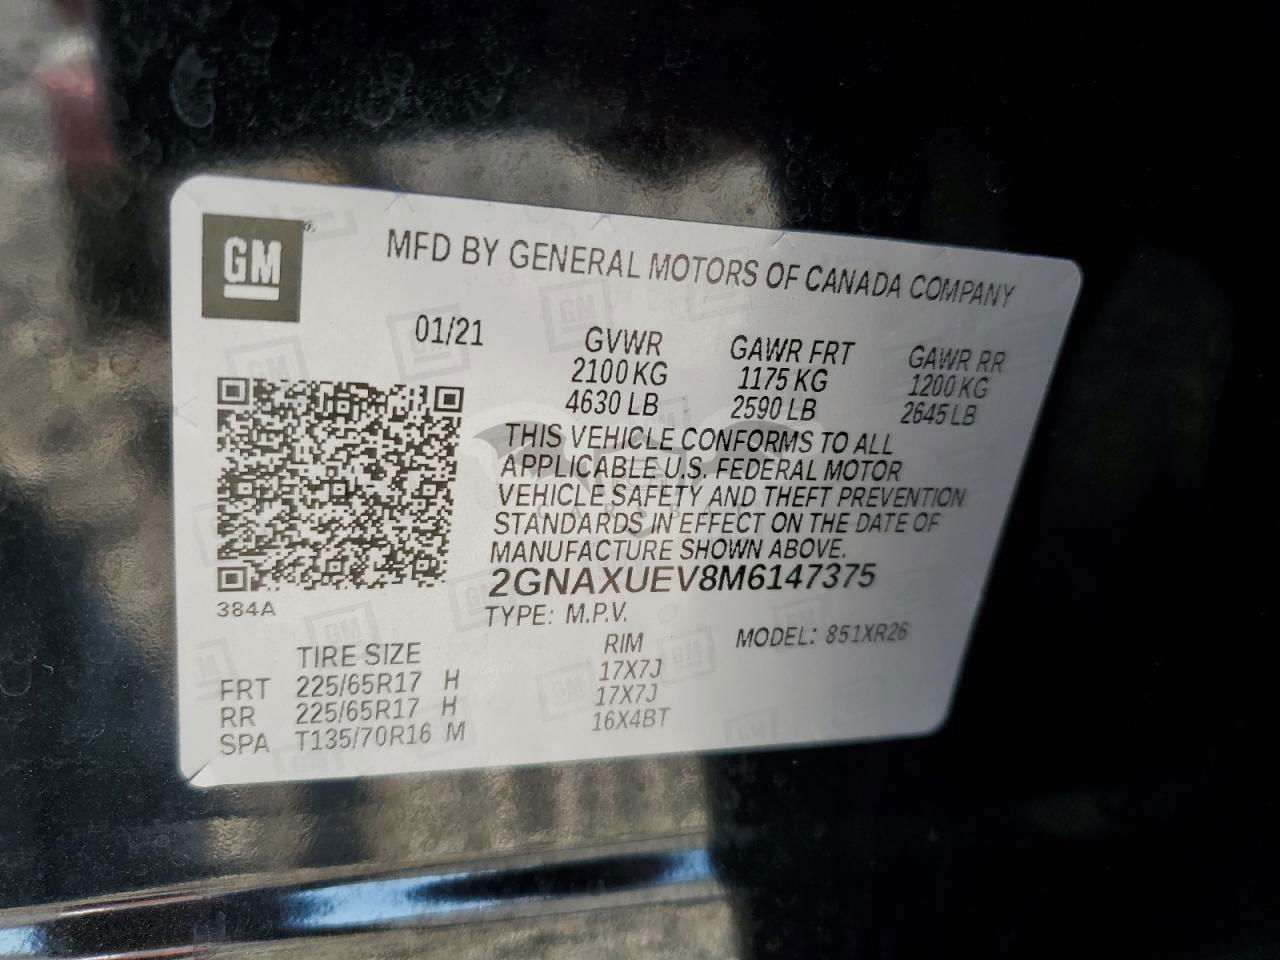 GM
MFD BY GENERAL MOTORS OF CANADA COMPANY
01/21
GVWR GAWR FRT GAWR RR
2100 KG 1175 KG 1200 KG
4630 LB 2590 LB 2645 LB
THIS VEHICLE CONFORMS TO ALL
APPLICABLE U.S. FEDERAL MOTOR
VEHICLE SAFETY AND THEFT PREVENTION
STANDARDS IN EFFECT ON THE DATE OF
MANUFACTURE SHOWN ABOVE.
2GNAXUEV8M6147375
384A
TYPE: M.P.V. MODEL: 851XR26
TIRE SIZE RIM
FRT 225/65R17 H 17X7J
RR 225/65R17 H 17X7J
SPA T135/70R16 M 16X4BT